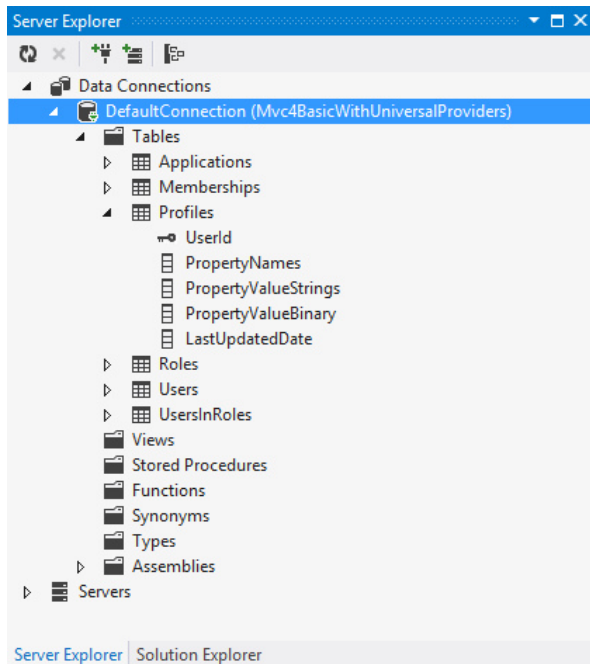 Server Explorer
Data Connections
DefaultConnection (Mvc4BasicWithUniversalProviders)
Tables
Applications
Memberships
Profiles
UserId
PropertyNames
PropertyValueStrings
PropertyValueBinary
LastUpdatedDate
Roles
Users
UsersInRoles
Views
Stored Procedures
Functions
Synonyms
Types
Assemblies
Servers
Server Explorer Solution Explorer